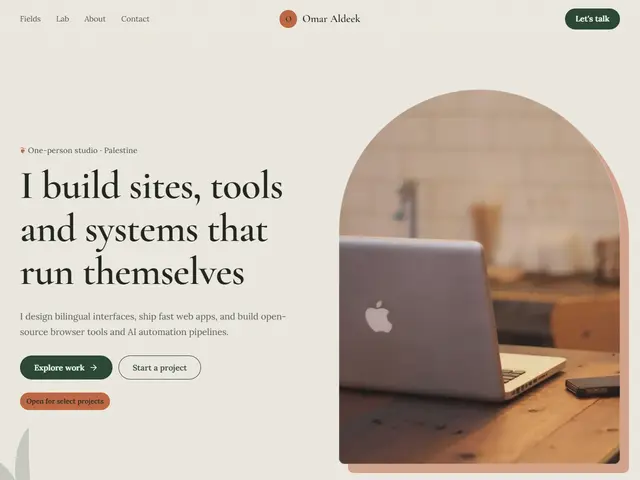 Fields
Lab
About
Contact
O
Omar Aldeek
Let's talk
One-person studio · Palestine
I build sites, tools
and systems that
run themselves
I design bilingual interfaces, ship fast web apps, and build open-
source browser tools and AI automation pipelines.
Explore work →
Start a project
Open for select projects